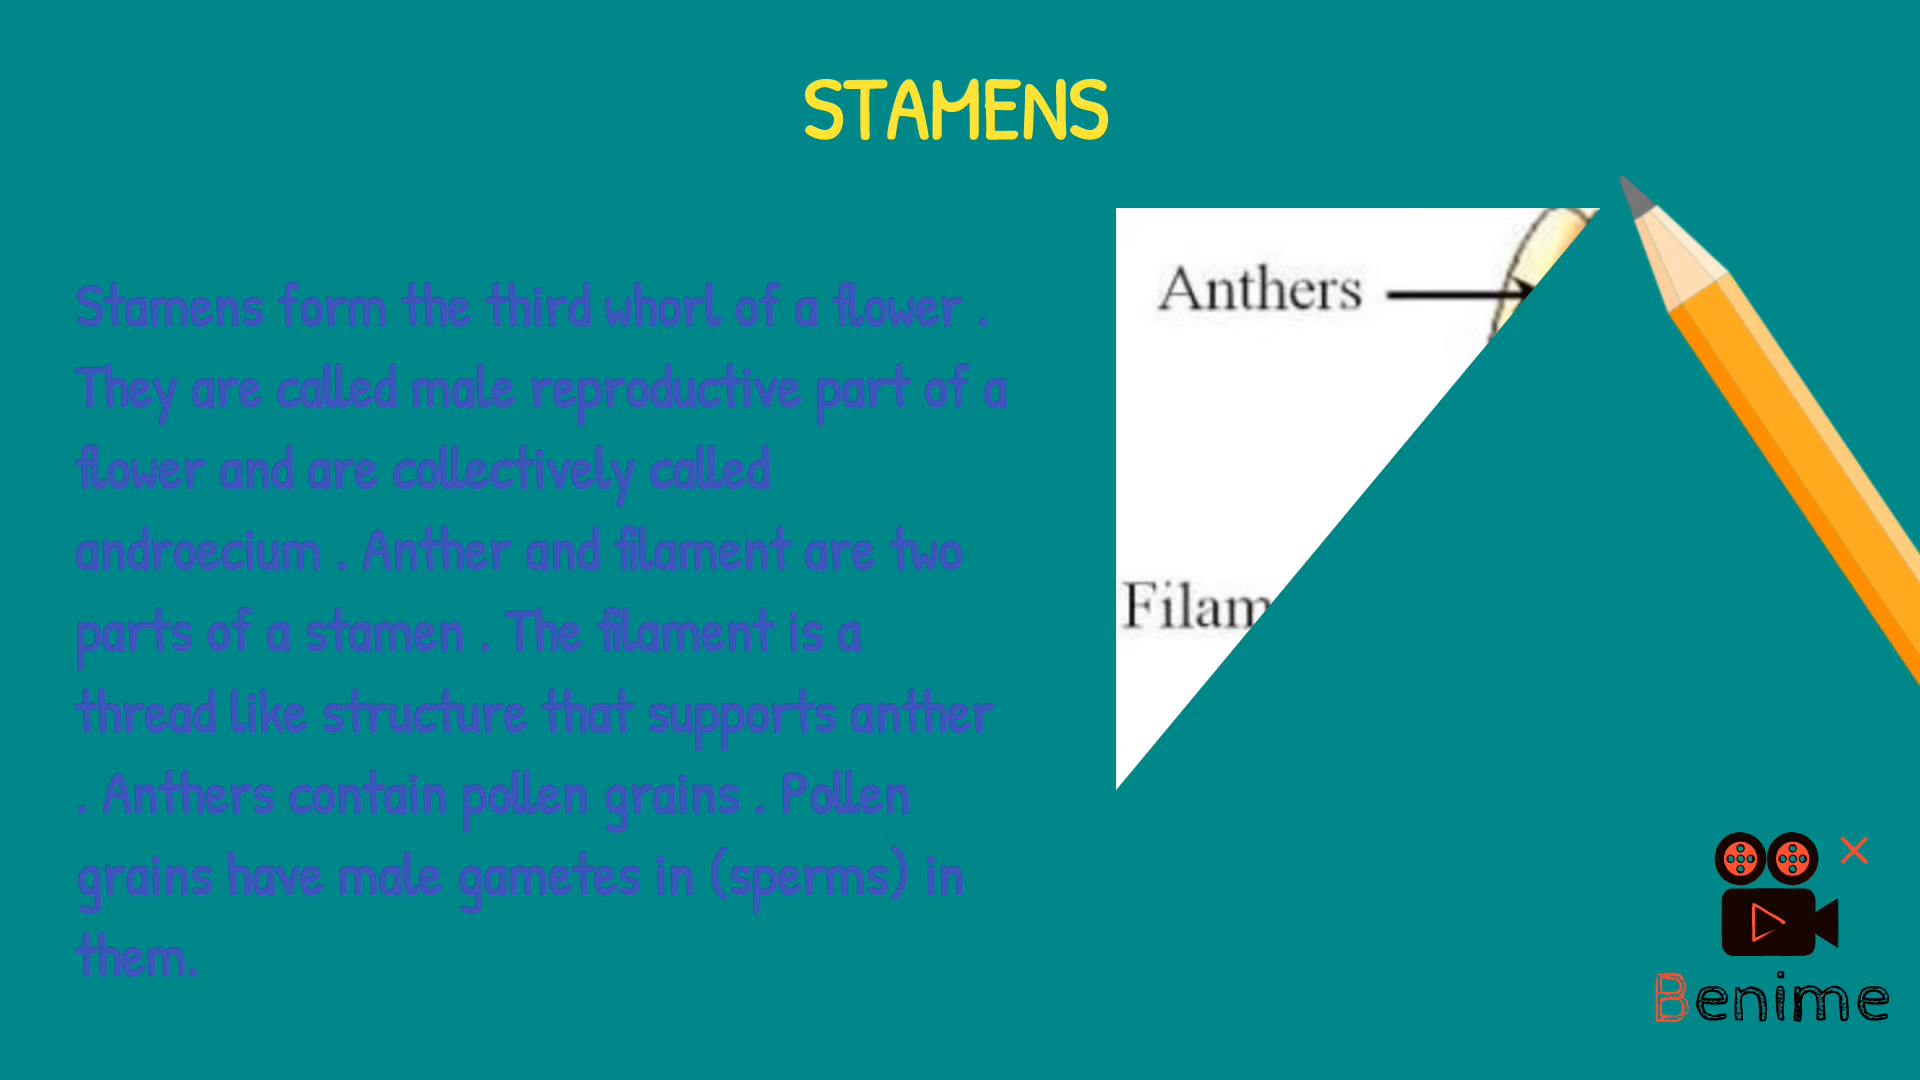 STAMENS
Stamens form the third whorl of a flower .
They are called male reproductive part of a
flower and are collectively called
androecium . Anther and filament are two
parts of a stamen . The filament is a
thread like structure that supports anther
. Anthers contain pollen grains . Pollen
grains have male gametes in (sperms) in
them.
Anthers
Filam
Benime